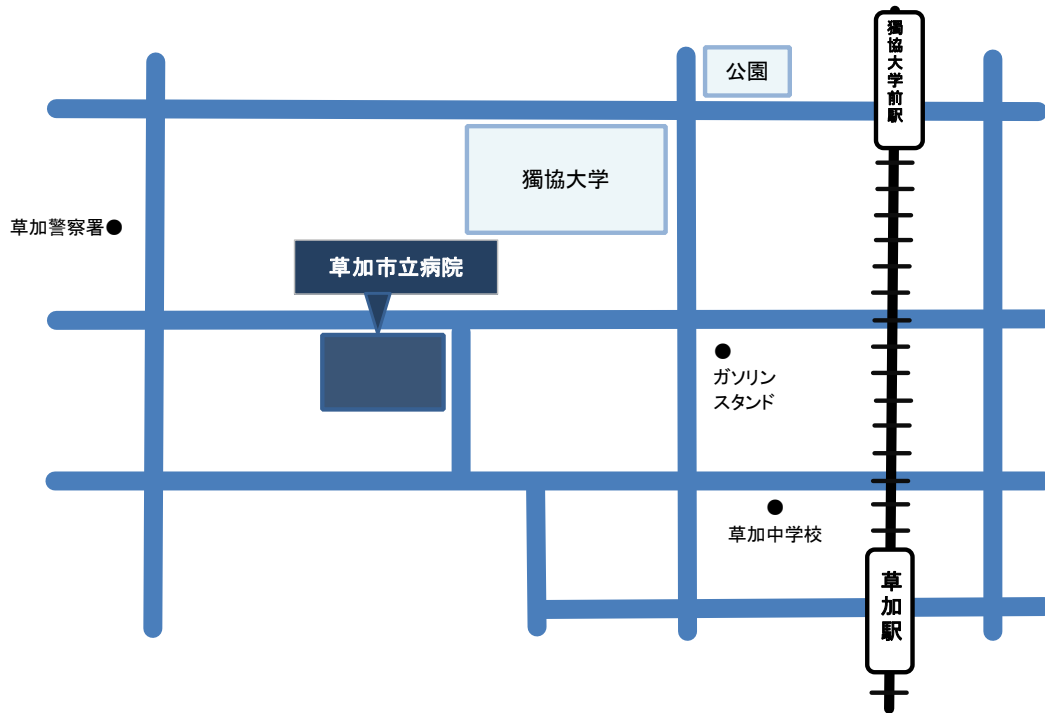 獨協大学前駅
公園
獨協大学
草加警察署
草加市立病院
ガソリン
スタンド
草加中学校
草加駅